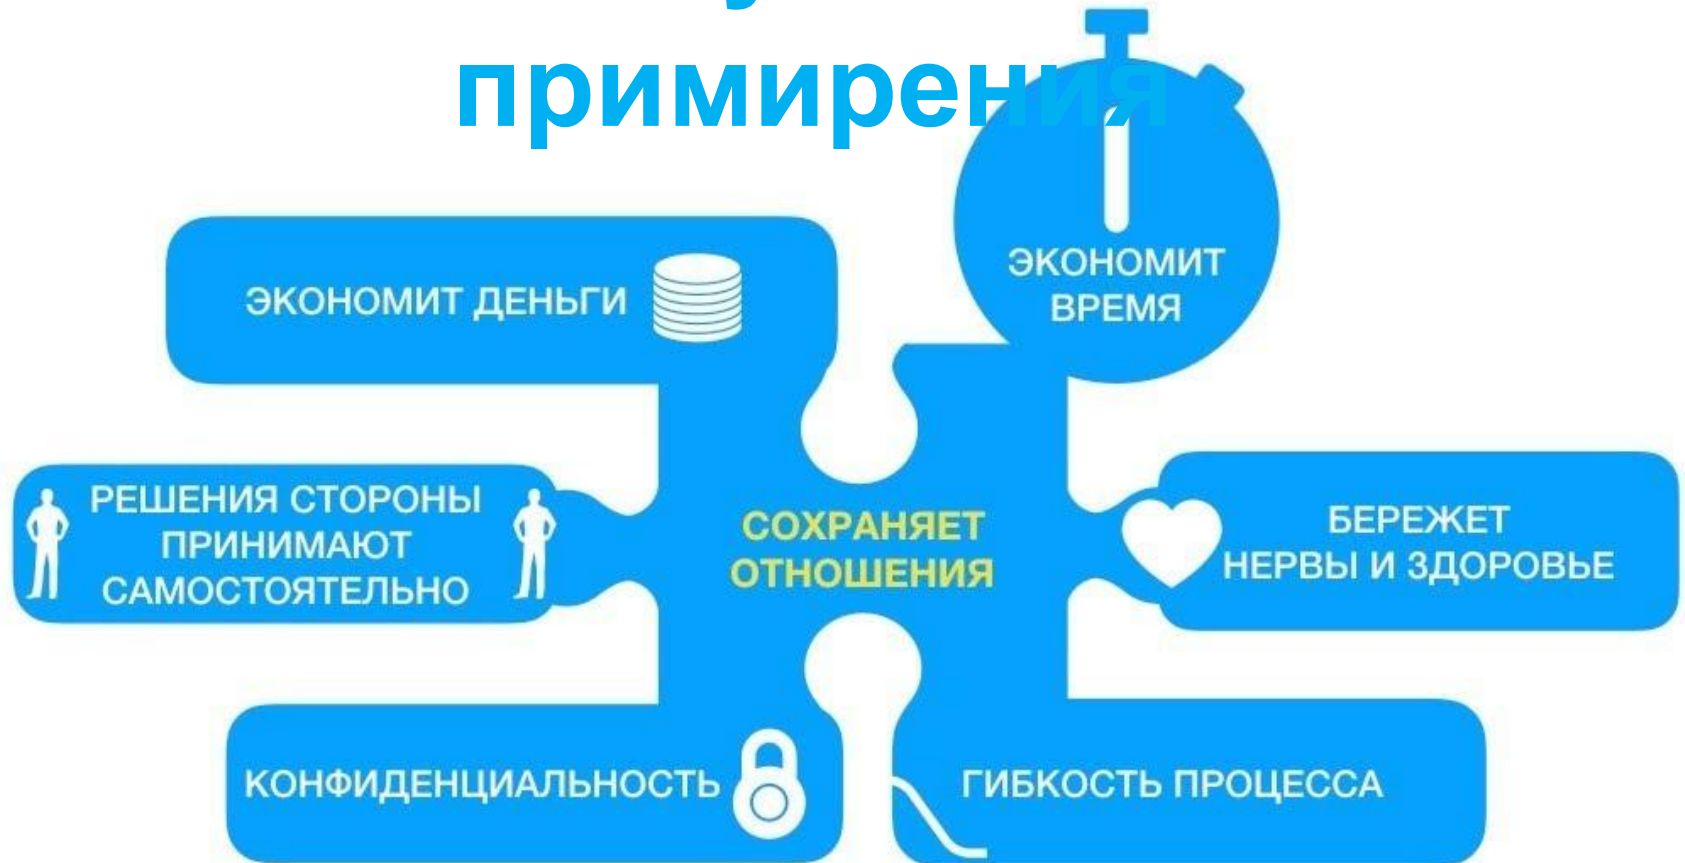 примирения
ЭКОНОМИТ
ВРЕМЯ
ЭКОНОМИТ ДЕНЬГИ
РЕШЕНИЯ СТОРОНЫ
ПРИНИМАЮТ
САМОСТОЯТЕЛЬНО
СОХРАНЯЕТ
ОТНОШЕНИЯ
БЕРЕЖЕТ
НЕРВЫ И ЗДОРОВЬЕ
КОНФИДЕНЦИАЛЬНОСТЬ
ГИБКОСТЬ ПРОЦЕССА